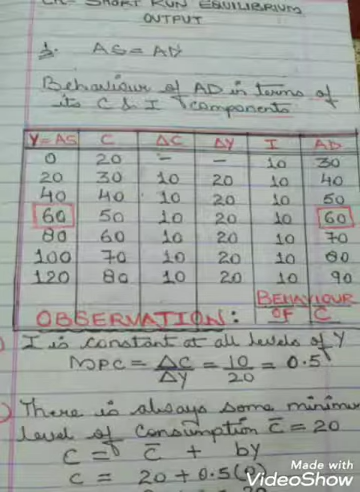 SHORT RUN EQUILIBRIUM
OUTPUT
1. AS = AD
Behaviour of AD in terms of
its C & I components
Y=AS C ΔC ΔY I AD
0 20 - - 10 30
20 30 10 20 10 40
40 40 10 20 10 50
60 50 10 20 10 60
80 60 10 20 10 70
100 70 10 20 10 80
120 80 10 20 10 90
OBSERVATION: BEHAVIOUR OF C
I is constant at all levels of Y
MPC = ΔC/ΔY = 10/20 = 0.5
There is always some minimum
level of consumption C̄ = 20
C = C̄ + bY
C = 20 + 0.5(
Made with
VideoShow